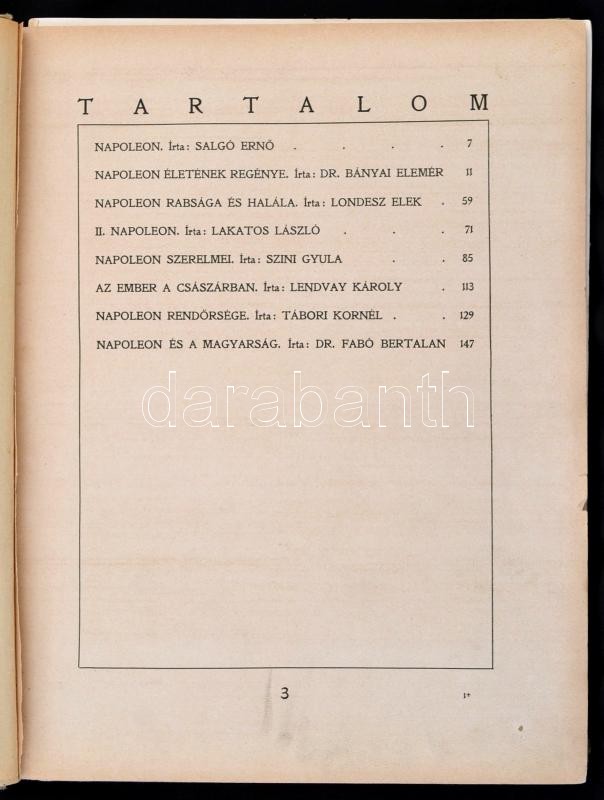 TARTALOM
NAPOLEON. Írta: SALGÓ ERNŐ . . . . 7
NAPOLEON ÉLETÉNEK REGÉNYE. Írta: DR. BÁNYAI ELEMÉR 11
NAPOLEON RABSÁGA ÉS HALÁLA. Írta: LONDESZ ELEK . 59
II. NAPOLEON. Írta: LAKATOS LÁSZLÓ . . . 71
NAPOLEON SZERELMEI. Írta: SZINI GYULA . . 85
AZ EMBER A CSÁSZÁRBAN. Írta: LENDVAY KÁROLY . 113
NAPOLEON RENDŐRSÉGE. Írta: TÁBORI KORNÉL . . 129
NAPOLEON ÉS A MAGYARSÁG. Írta: DR. FABÓ BERTALAN 147
darabanth
3
1+